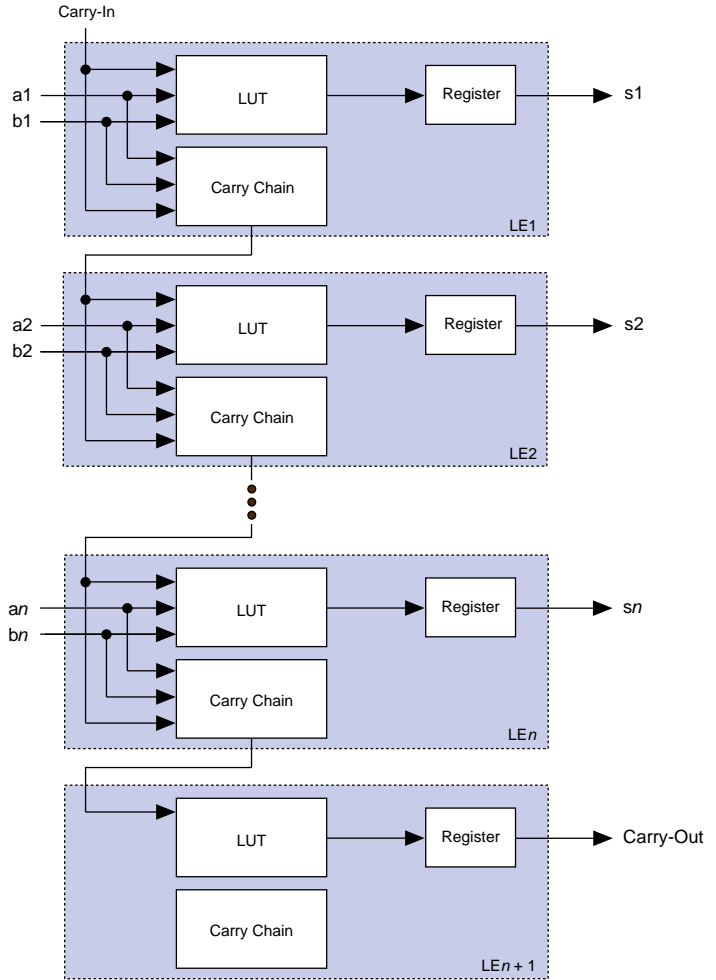 Carry-In
a1
b1
LUT
Register
s1
Carry Chain
LE1
a2
b2
LUT
Register
s2
Carry Chain
LE2
an
bn
LUT
Register
sn
Carry Chain
LEn
LUT
Register
Carry-Out
Carry Chain
LEn + 1